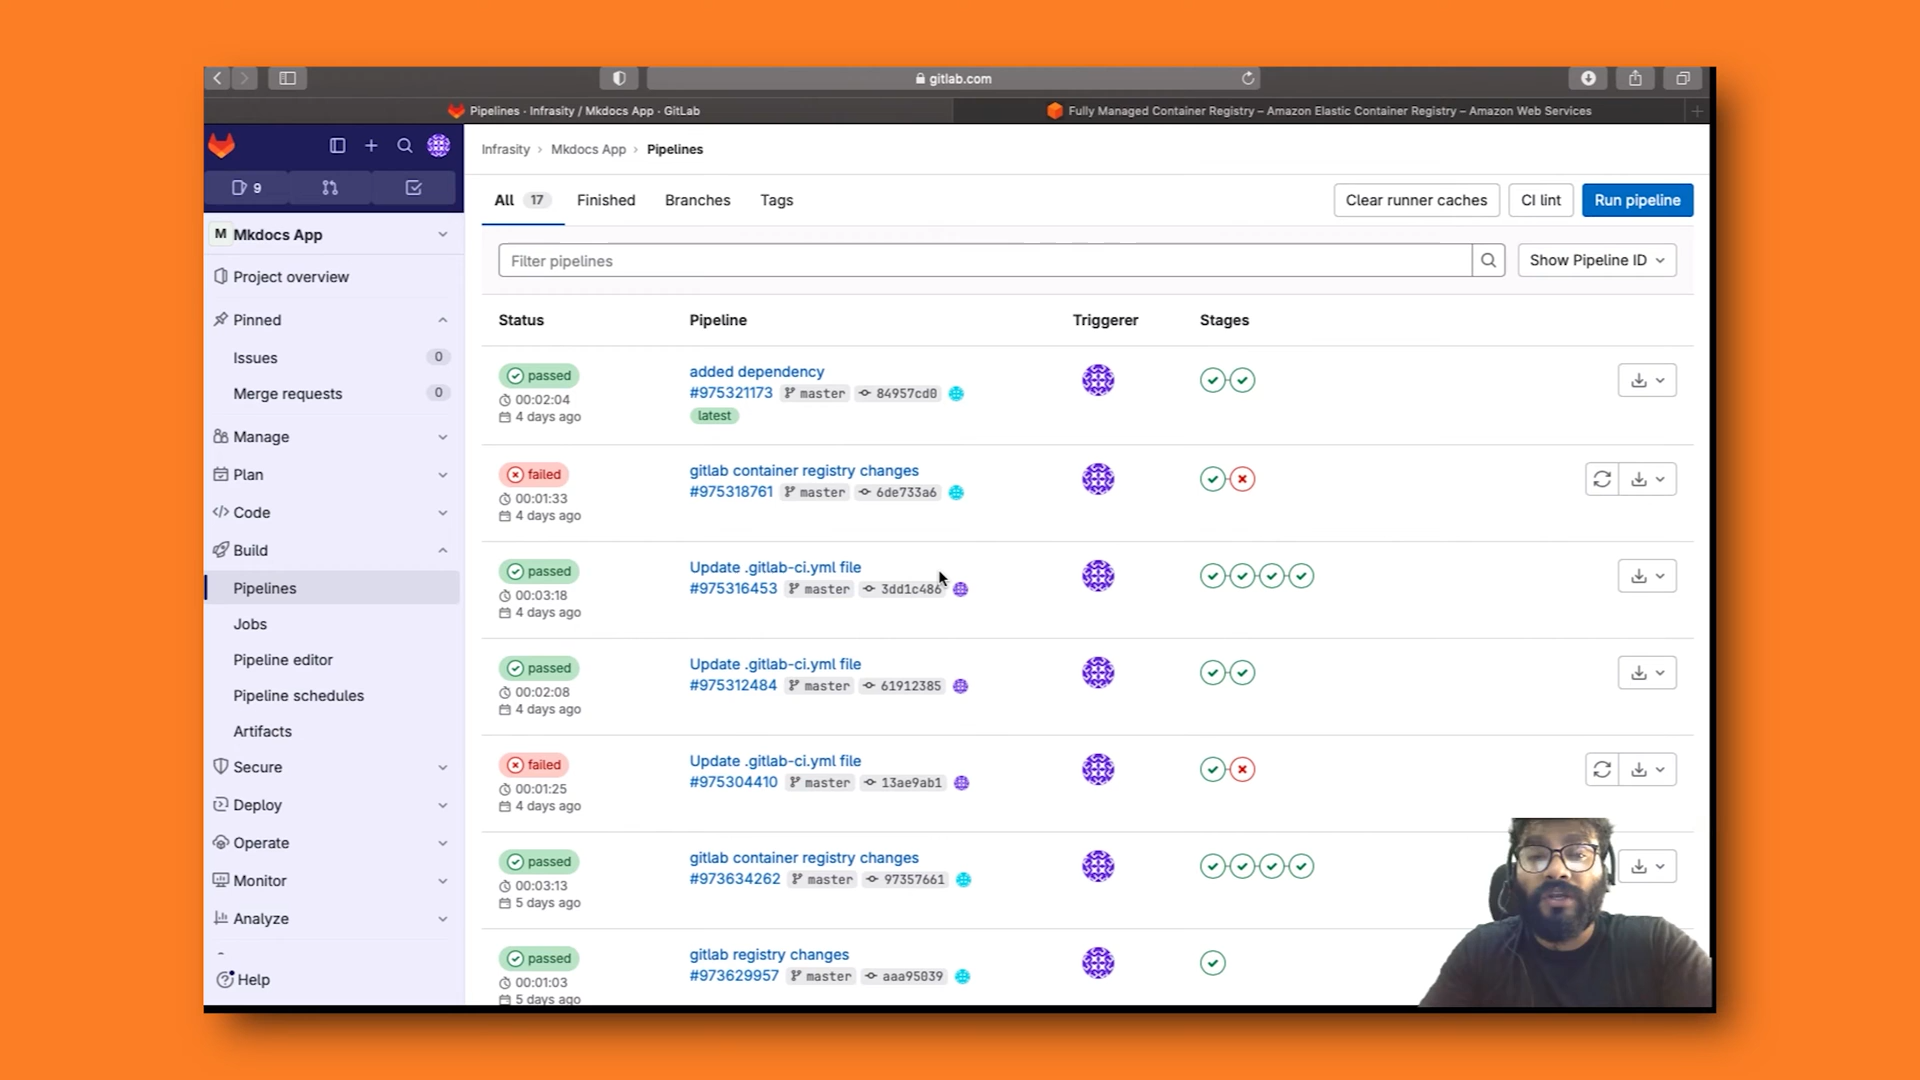 gitlab.com
Pipelines · Infrasity / Mkdocs App · GitLab
Fully Managed Container Registry – Amazon Elastic Container Registry – Amazon Web Services
9
M Mkdocs App
Project overview
Pinned
Issues 0
Merge requests 0
Manage
Plan
Code
Build
Pipelines
Jobs
Pipeline editor
Pipeline schedules
Artifacts
Secure
Deploy
Operate
Monitor
Analyze
Help
Infrasity › Mkdocs App › Pipelines
All 17 Finished Branches Tags
Clear runner caches CI lint Run pipeline
Filter pipelines Show Pipeline ID
Status Pipeline Triggerer Stages
passed added dependency
00:02:04 #975321173 master 84957cd0
4 days ago latest
failed gitlab container registry changes
00:01:33 #975318761 master 6de733a6
4 days ago
passed Update .gitlab-ci.yml file
00:03:18 #975316453 master 3dd1c486
4 days ago
passed Update .gitlab-ci.yml file
00:02:08 #975312484 master 61912385
4 days ago
failed Update .gitlab-ci.yml file
00:01:25 #975304410 master 13ae9ab1
4 days ago
passed gitlab container registry changes
00:03:13 #973634262 master 97357661
5 days ago
passed gitlab registry changes
00:01:03 #973629957 master aaa95039
5 days ago